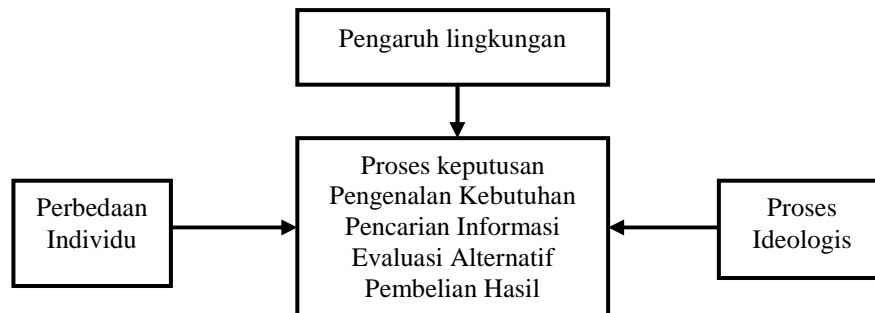 Pengaruh lingkungan
Proses keputusan
Pengenalan Kebutuhan
Pencarian Informasi
Evaluasi Alternatif
Pembelian Hasil
Perbedaan
Individu
Proses
Ideologis